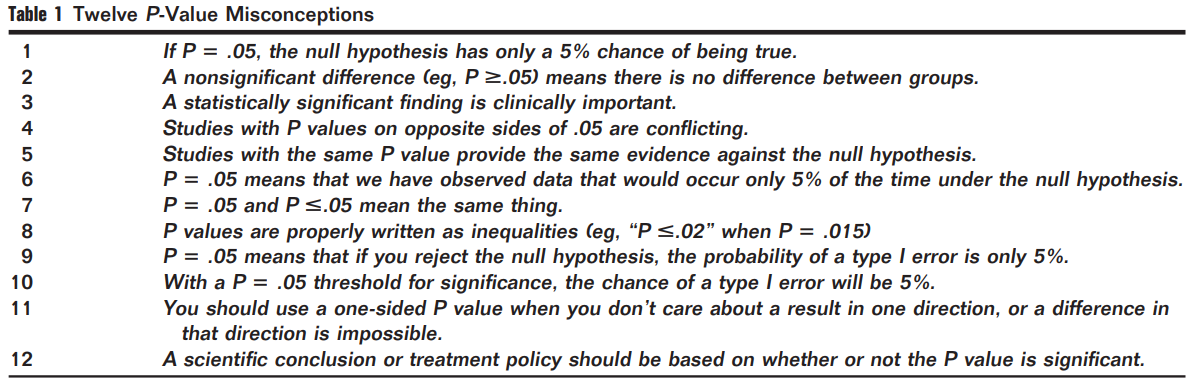 Table 1 Twelve P-Value Misconceptions
1 If P = .05, the null hypothesis has only a 5% chance of being true.
2 A nonsignificant difference (eg, P ≥.05) means there is no difference between groups.
3 A statistically significant finding is clinically important.
4 Studies with P values on opposite sides of .05 are conflicting.
5 Studies with the same P value provide the same evidence against the null hypothesis.
6 P = .05 means that we have observed data that would occur only 5% of the time under the null hypothesis.
7 P = .05 and P ≤.05 mean the same thing.
8 P values are properly written as inequalities (eg, “P ≤.02” when P = .015)
9 P = .05 means that if you reject the null hypothesis, the probability of a type I error is only 5%.
10 With a P = .05 threshold for significance, the chance of a type I error will be 5%.
11 You should use a one-sided P value when you don’t care about a result in one direction, or a difference in
that direction is impossible.
12 A scientific conclusion or treatment policy should be based on whether or not the P value is significant.